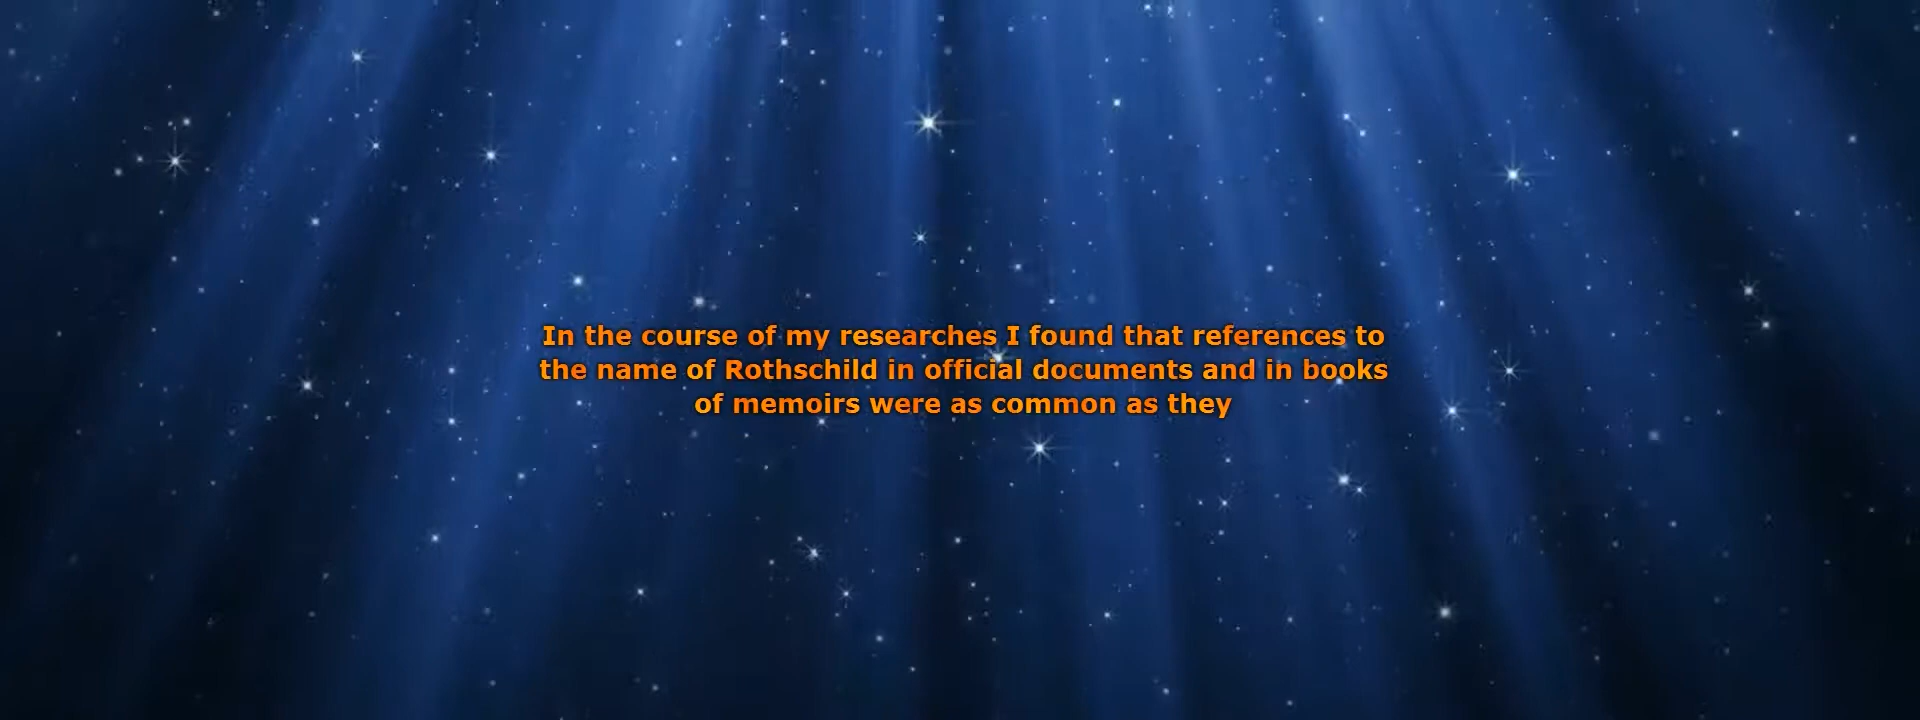 In the course of my researches I found that references to
the name of Rothschild in official documents and in books
of memoirs were as common as they